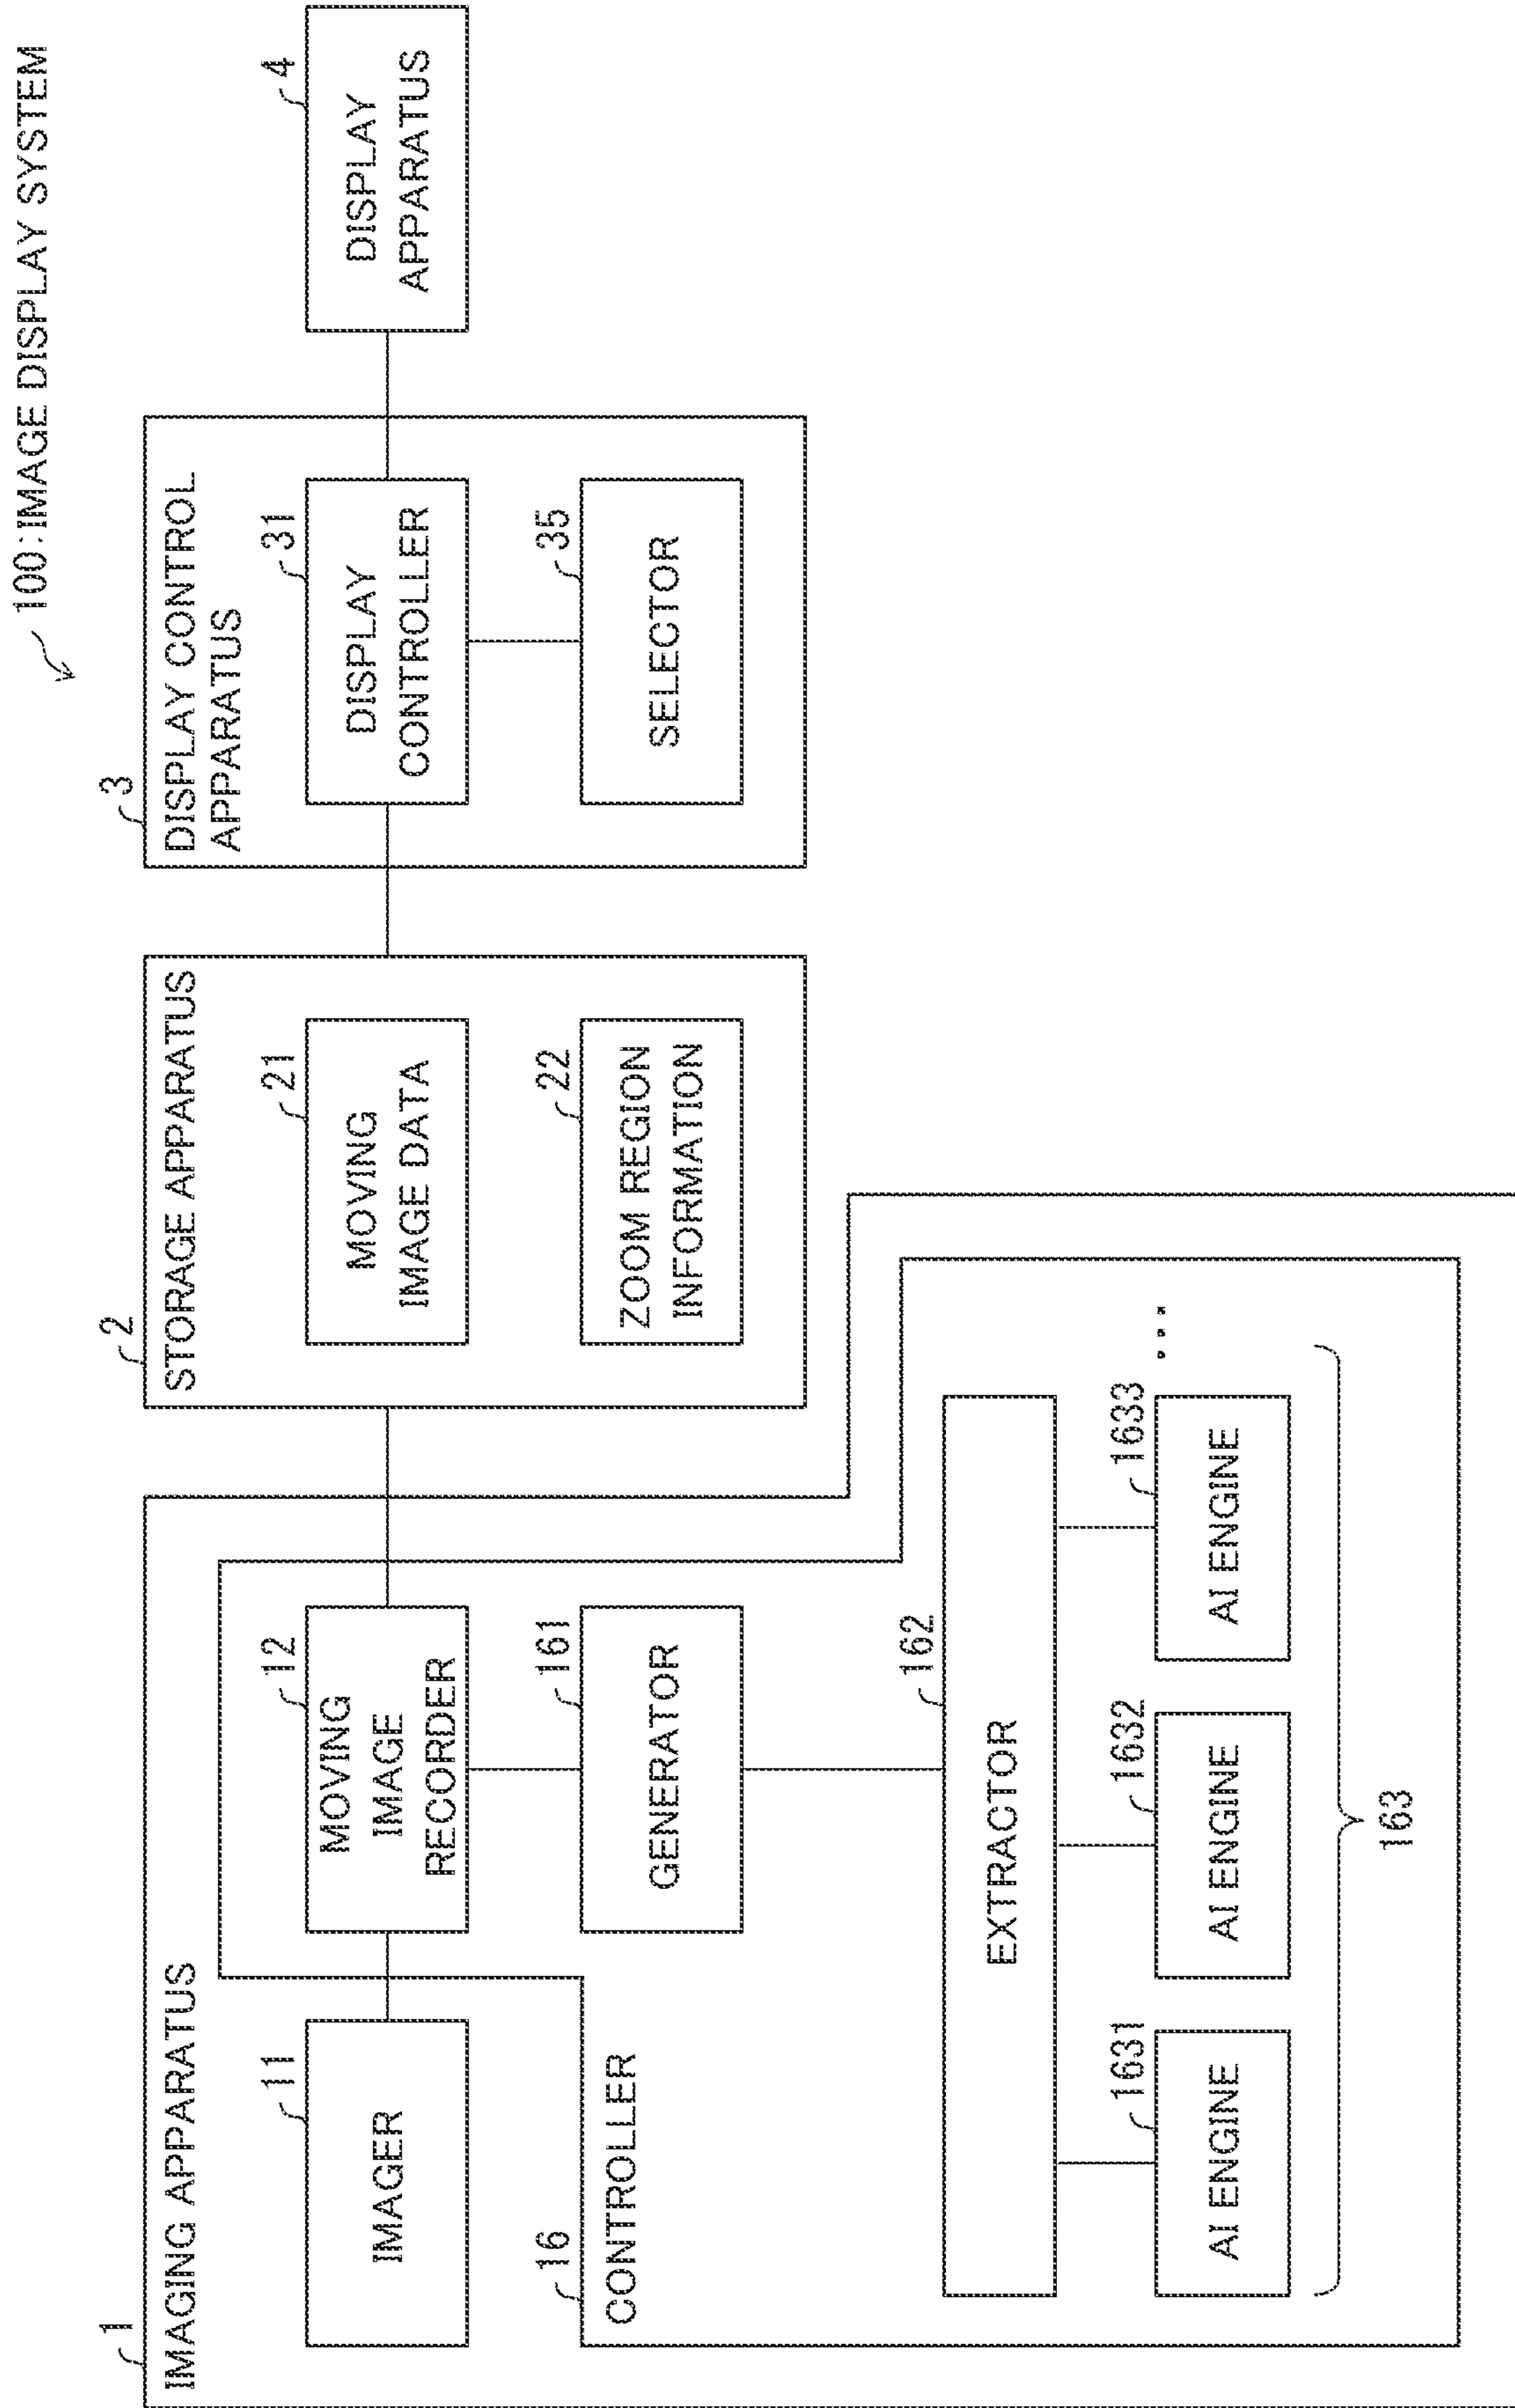 100:IMAGE DISPLAY SYSTEM
1
IMAGING APPARATUS
11
IMAGER
12
MOVING
IMAGE
RECORDER
16
CONTROLLER
161
GENERATOR
162
EXTRACTOR
1631
AI ENGINE
1632
AI ENGINE
1633
AI ENGINE
...
163
2
STORAGE APPARATUS
21
MOVING
IMAGE DATA
22
ZOOM REGION
INFORMATION
3
DISPLAY CONTROL
APPARATUS
31
DISPLAY
CONTROLLER
35
SELECTOR
4
DISPLAY
APPARATUS